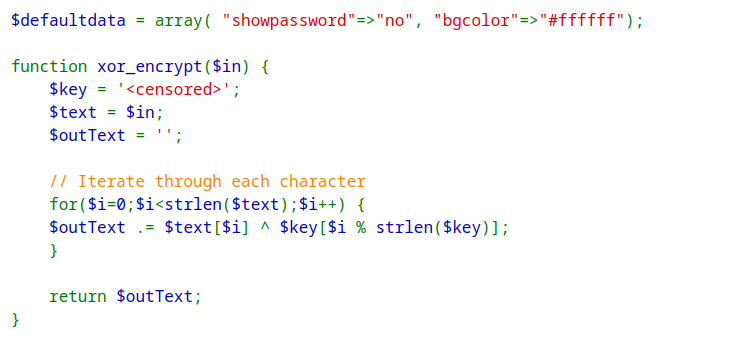 $defaultdata = array( "showpassword"=>"no", "bgcolor"=>"#ffffff");

function xor_encrypt($in) {
    $key = '<censored>';
    $text = $in;
    $outText = '';

    // Iterate through each character
    for($i=0;$i<strlen($text);$i++) {
    $outText .= $text[$i] ^ $key[$i % strlen($key)];
    }

    return $outText;
}